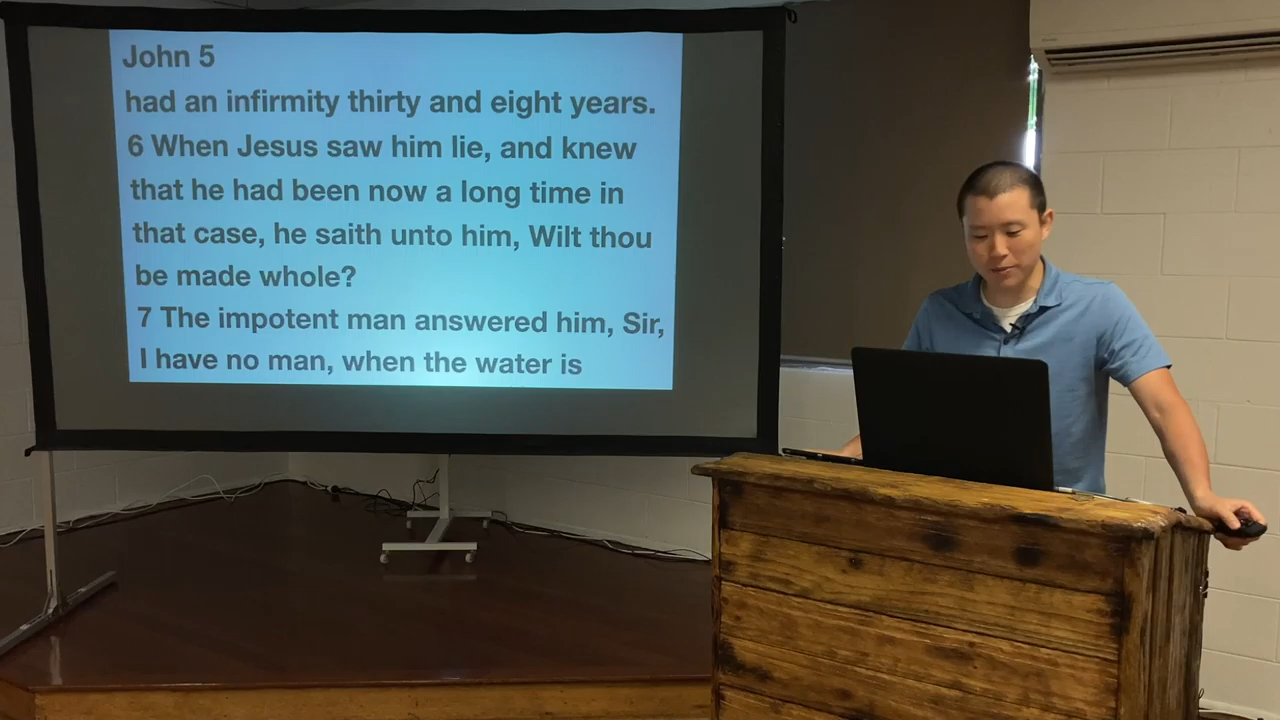 John 5
had an infirmity thirty and eight years.
6 When Jesus saw him lie, and knew
that he had been now a long time in
that case, he saith unto him, Wilt thou
be made whole?
7 The impotent man answered him, Sir,
I have no man, when the water is